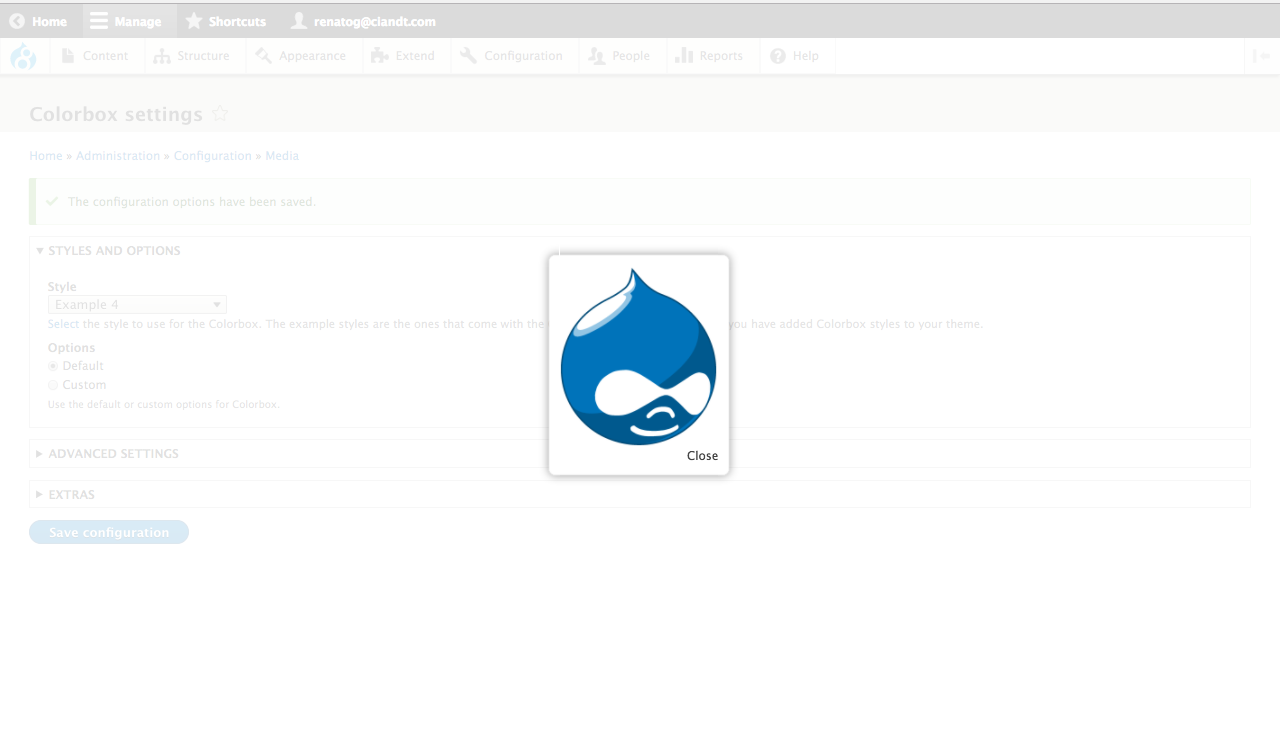 Home Manage Shortcuts renatog@ciandt.com
Content Structure Appearance Extend Configuration People Reports Help
Colorbox settings
Home » Administration » Configuration » Media
The configuration options have been saved.
STYLES AND OPTIONS
Style
Example 4
Select the style to use for the Colorbox. The example styles are the ones that come with the you have added Colorbox styles to your theme.
Options
Default
Custom
Use the default or custom options for Colorbox.
Close
ADVANCED SETTINGS
EXTRAS
Save configuration